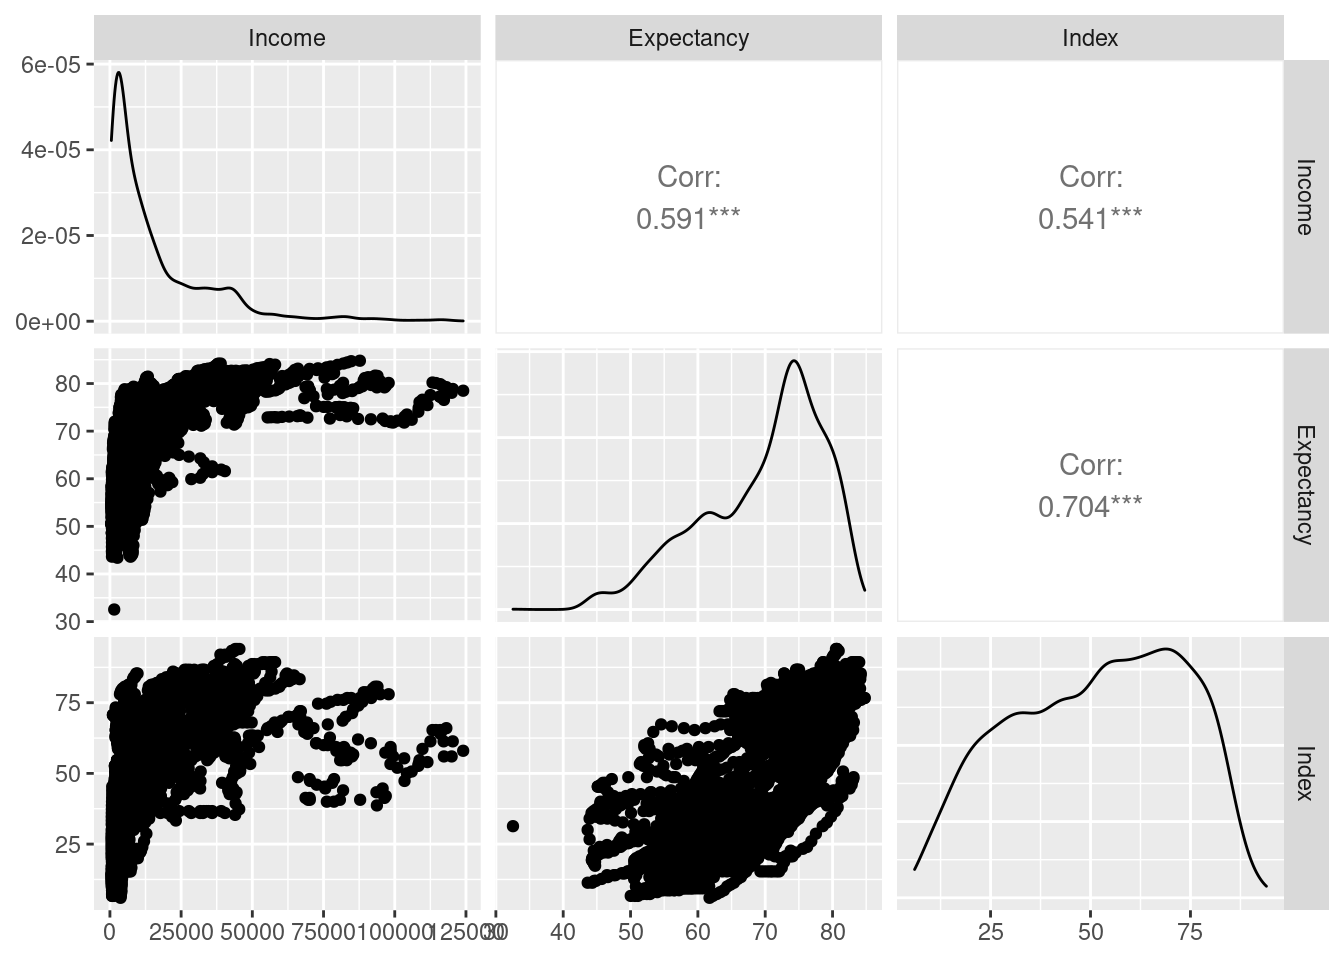 Income
Expectancy
Index
6e-05
4e-05
2e-05
0e+00
Corr:
0.591***
Corr:
0.541***
Income
80
70
60
50
40
30
Corr:
0.704***
Expectancy
75
50
25
Index
0 25000 50000 75000 100000 125000
30 40 50 60 70 80
25 50 75